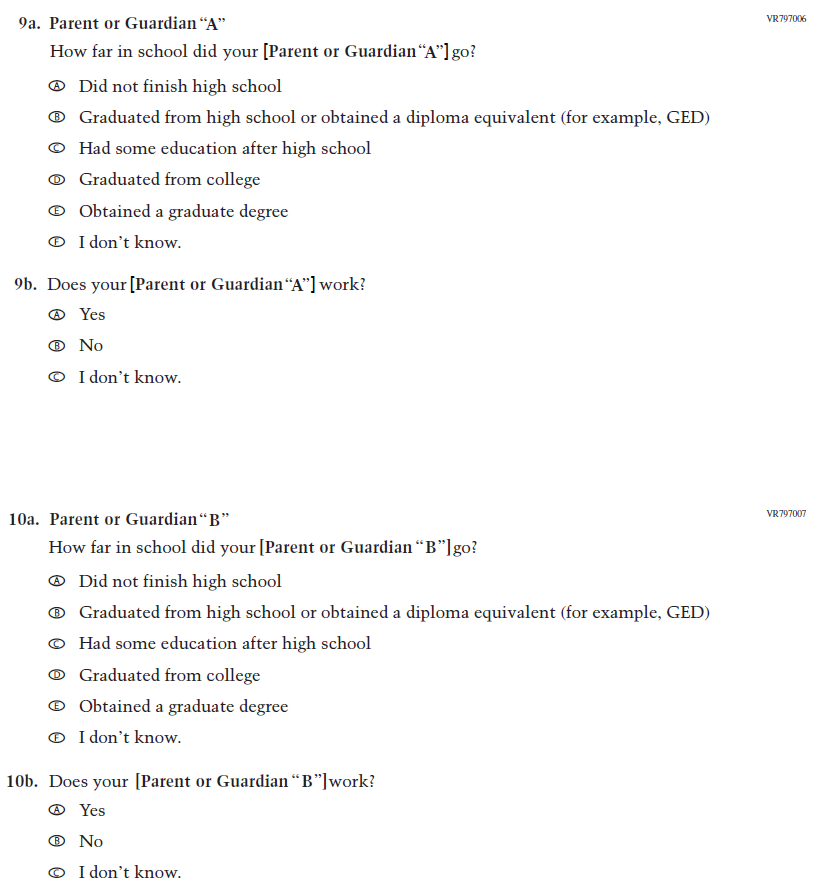 9a. Parent or Guardian “A”
VR797006
How far in school did your [Parent or Guardian “A”] go?
Ⓐ Did not finish high school
Ⓑ Graduated from high school or obtained a diploma equivalent (for example, GED)
Ⓒ Had some education after high school
Ⓓ Graduated from college
Ⓔ Obtained a graduate degree
Ⓕ I don’t know.
9b. Does your [Parent or Guardian “A”] work?
Ⓐ Yes
Ⓑ No
Ⓒ I don’t know.
10a. Parent or Guardian “B”
VR797007
How far in school did your [Parent or Guardian “B”] go?
Ⓐ Did not finish high school
Ⓑ Graduated from high school or obtained a diploma equivalent (for example, GED)
Ⓒ Had some education after high school
Ⓓ Graduated from college
Ⓔ Obtained a graduate degree
Ⓕ I don’t know.
10b. Does your [Parent or Guardian “B”] work?
Ⓐ Yes
Ⓑ No
Ⓒ I don’t know.